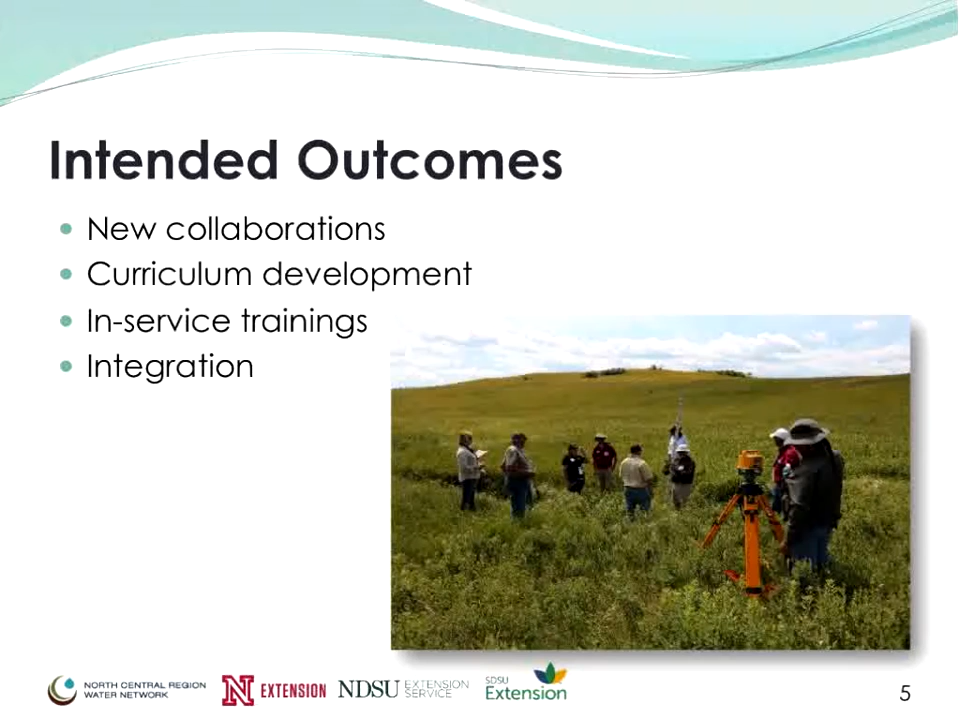 Intended Outcomes
New collaborations
Curriculum development
In-service trainings
Integration
NORTH CENTRAL REGION
WATER NETWORK
N EXTENSION
NDSU EXTENSION
SERVICE
SDSU
Extension
5